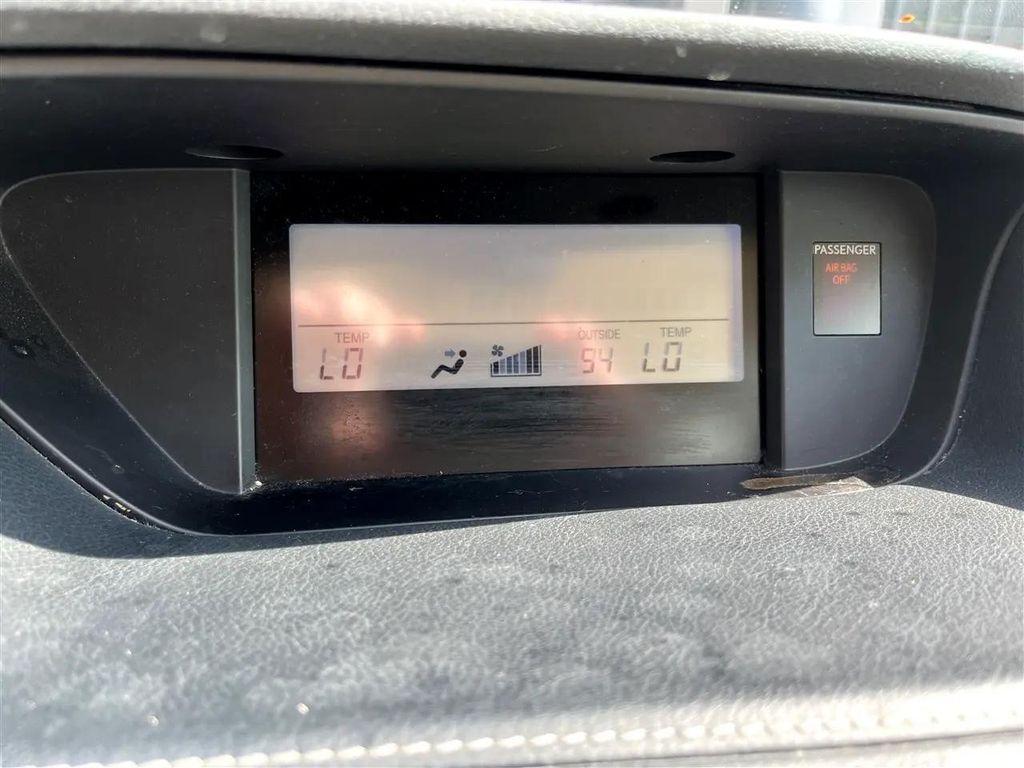 PASSENGER
AIR BAG
OFF
TEMP OUTSIDE TEMP
LO 54 LO